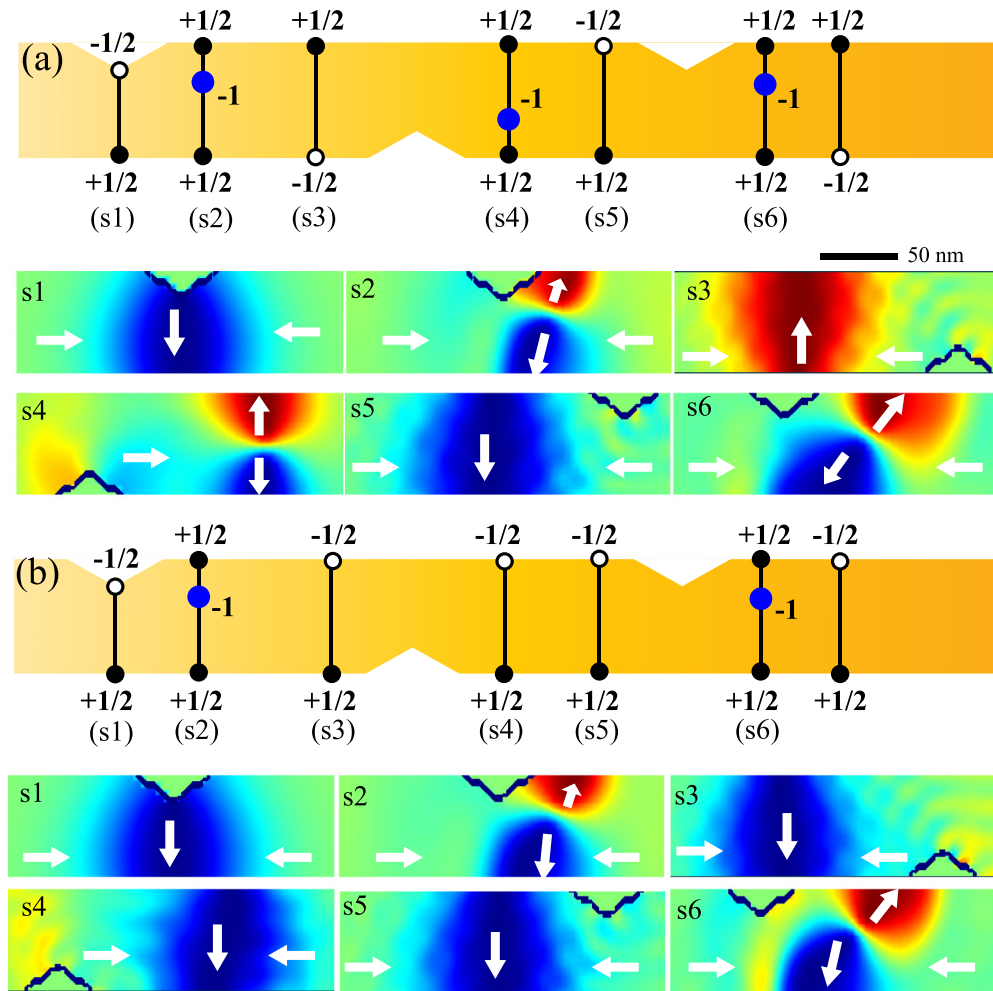 +1/2 +1/2 +1/2 -1/2 +1/2 +1/2
(a) -1/2
-1 -1 -1
+1/2 +1/2 -1/2 +1/2 +1/2 +1/2 -1/2
(s1) (s2) (s3) (s4) (s5) (s6)
50 nm
s1 s2 s3
s4 s5 s6
+1/2 -1/2 -1/2 -1/2 +1/2 -1/2
(b) -1/2
-1 -1
+1/2 +1/2 +1/2 +1/2 +1/2 +1/2 +1/2
(s1) (s2) (s3) (s4) (s5) (s6)
s1 s2 s3
s4 s5 s6